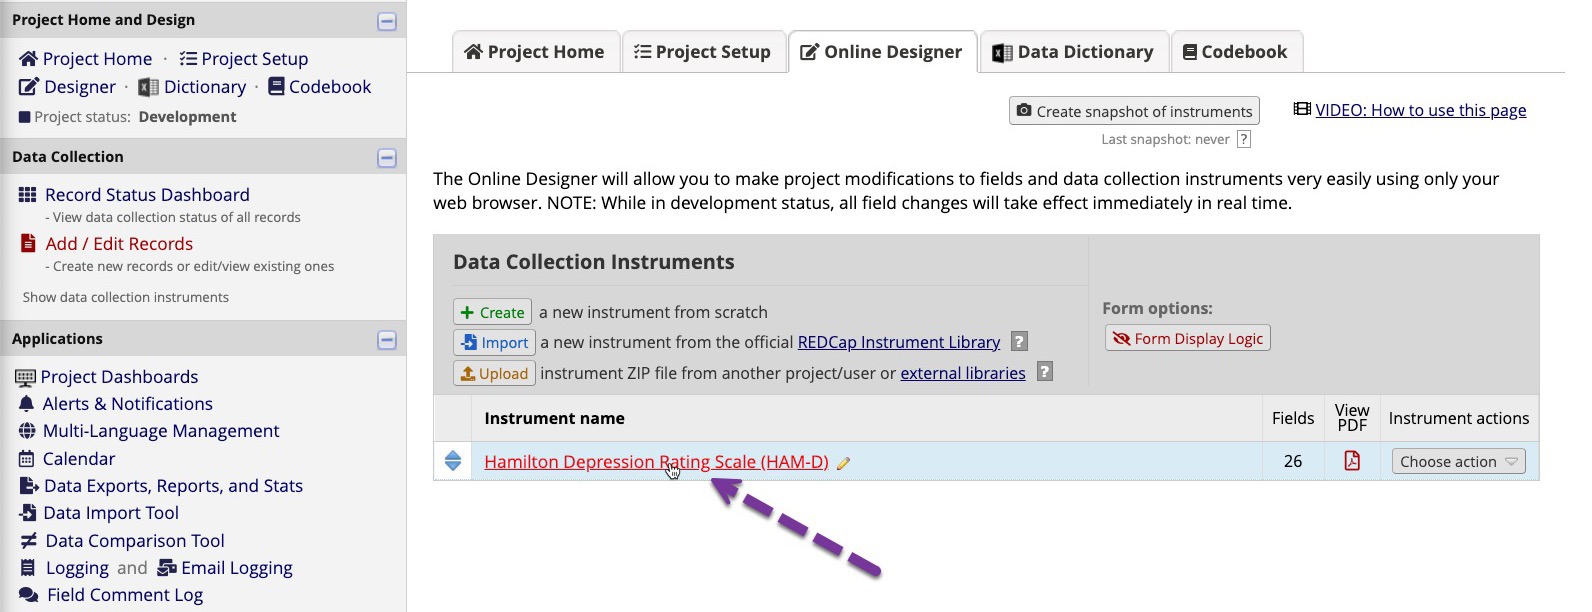 Project Home and Design
Project Home · Project Setup
Designer · Dictionary · Codebook
Project status: Development
Data Collection
Record Status Dashboard
- View data collection status of all records
Add / Edit Records
- Create new records or edit/view existing ones
Show data collection instruments
Applications
Project Dashboards
Alerts & Notifications
Multi-Language Management
Calendar
Data Exports, Reports, and Stats
Data Import Tool
Data Comparison Tool
Logging and Email Logging
Field Comment Log
Project Home Project Setup Online Designer Data Dictionary Codebook
Create snapshot of instruments VIDEO: How to use this page
Last snapshot: never ?
The Online Designer will allow you to make project modifications to fields and data collection instruments very easily using only your
web browser. NOTE: While in development status, all field changes will take effect immediately in real time.
Data Collection Instruments
Create a new instrument from scratch
Import a new instrument from the official REDCap Instrument Library ?
Upload instrument ZIP file from another project/user or external libraries ?
Form options:
Form Display Logic
Instrument name Fields View PDF Instrument actions
Hamilton Depression Rating Scale (HAM-D) 26 Choose action